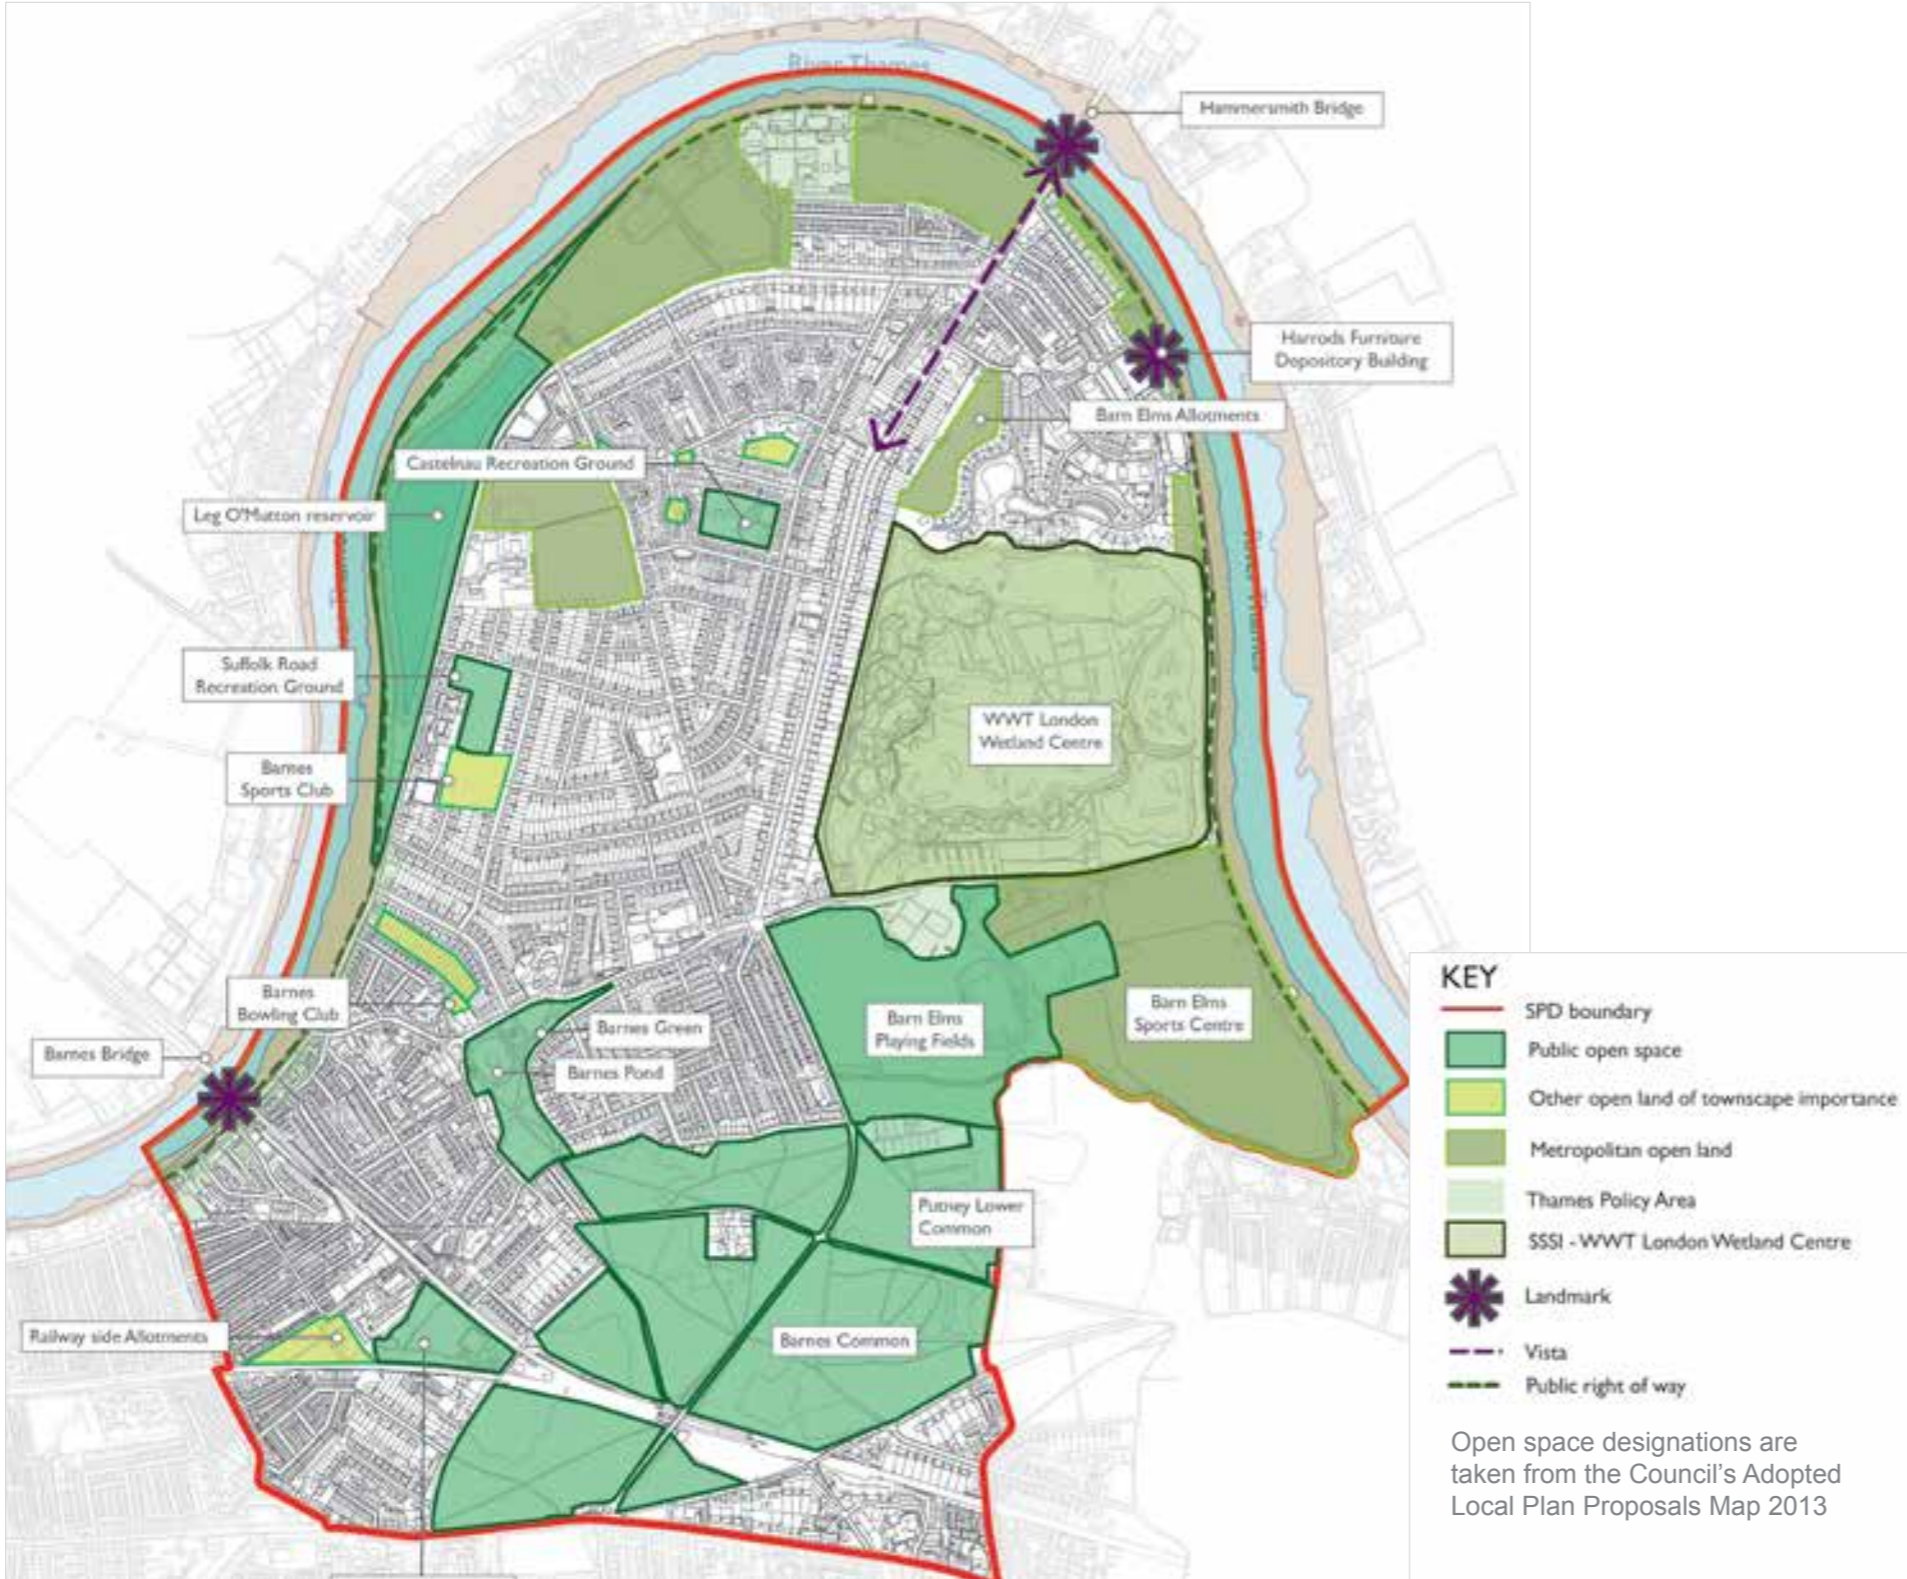 River Thames
Hammersmith Bridge
Harrods Furniture
Depository Building
Barn Elms Allotments
Castelnau Recreation Ground
Leg O'Mutton reservoir
Suffolk Road
Recreation Ground
WWT London
Wetland Centre
Barnes
Sports Club
Barnes
Bowling Club
Barnes Green
Barn Elms
Playing Fields
Barn Elms
Sports Centre
Barnes Bridge
Barnes Pond
Putney Lower
Common
Railway side Allotments
Barnes Common
KEY
SPD boundary
Public open space
Other open land of townscape importance
Metropolitan open land
Thames Policy Area
SSSI - WWT London Wetland Centre
Landmark
Vista
Public right of way
Open space designations are
taken from the Council's Adopted
Local Plan Proposals Map 2013